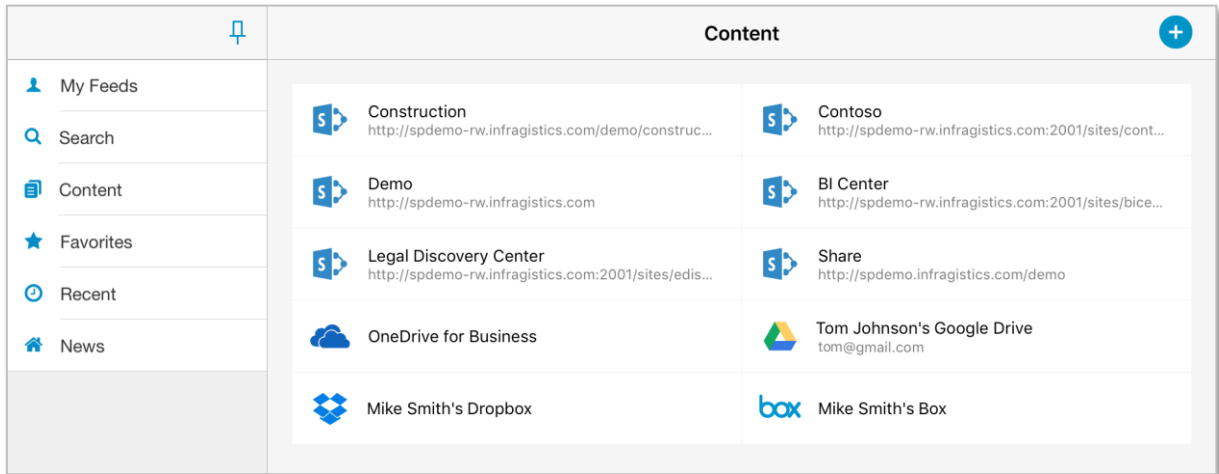 Content
My Feeds
Search
Content
Favorites
Recent
News
Construction
http://spdemo-rw.infragistics.com/demo/construc...
Contoso
http://spdemo-rw.infragistics.com:2001/sites/cont...
Demo
http://spdemo-rw.infragistics.com
BI Center
http://spdemo-rw.infragistics.com:2001/sites/bice...
Legal Discovery Center
http://spdemo-rw.infragistics.com:2001/sites/edis...
Share
http://spdemo.infragistics.com/demo
OneDrive for Business
Tom Johnson's Google Drive
tom@gmail.com
Mike Smith's Dropbox
box
Mike Smith's Box